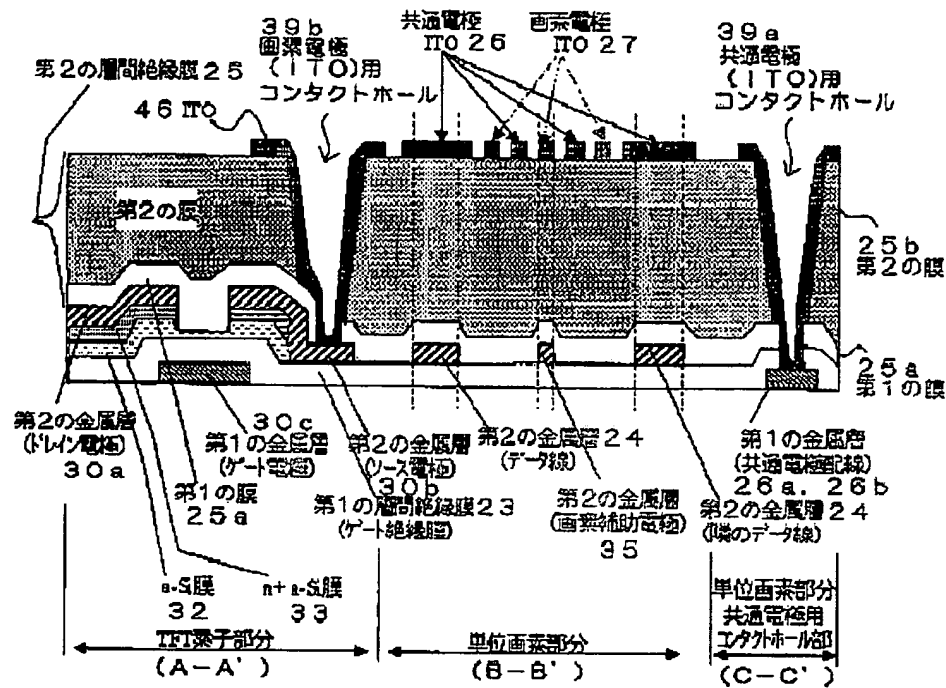 39b
画素電極
(ITO)用
コンタクトホール
共通電極
ITO 26
画素電極
ITO 27
39a
共通電極
(ITO)用
コンタクトホール
第2の層間絶縁膜25
46 ITO
第2の膜
25b
第2の膜
25a
第1の膜
第2の金属層
(ドレイン電極)
30a
第1の膜
25a
30c
第1の金属層
(ゲート電極)
第2の金属層
(ソース電極)
30b
第1の層間絶縁膜23
(ゲート絶縁膜)
第2の金属層24
(データ線)
第2の金属層
(画素補助電極)
35
第1の金属層
(共通電極配線)
26a, 26b
第2の金属層24
(隣のデータ線)
a-Si膜
32
n+a-Si膜
33
TFT素子部分
(A-A')
単位画素部分
(B-B')
単位画素部分
共通電極用
コンタクトホール部
(C-C')